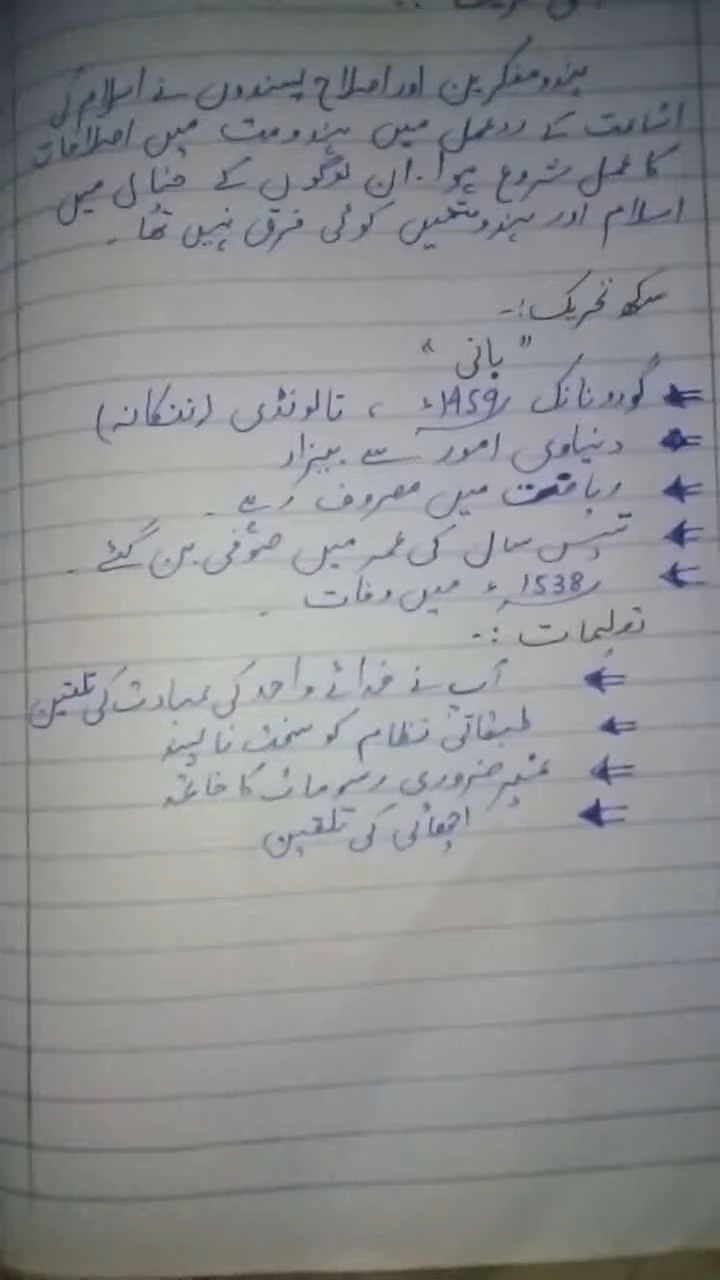 ہندو مفکرین اور اصلاح پسندوں نے اسلام کی
اشاعت کے ردعمل میں ہندومت میں اصلاحات
کا عمل شروع ہوا۔ ان لوگوں کے خیال میں
اسلام اور ہندومتمیں کوئی فرق نہیں تھا۔
سکھ تحریک:-
"بانی"
گورونانک 1459ء، تالونڈی (ننکانہ)
دنیاوی امور سے بیزار
ریاضت میں مصروف رہے۔
تیس سال کی عمر میں صوفی بن گئے۔
1538ء میں وفات۔
تعلیمات:-
آپ نے خدائے واحد کی عبادت کی تلقین
طبقاتی نظام کو سخت ناپسند
غیر ضروری رسومات کا خاتمہ
اچھائی کی تلقین